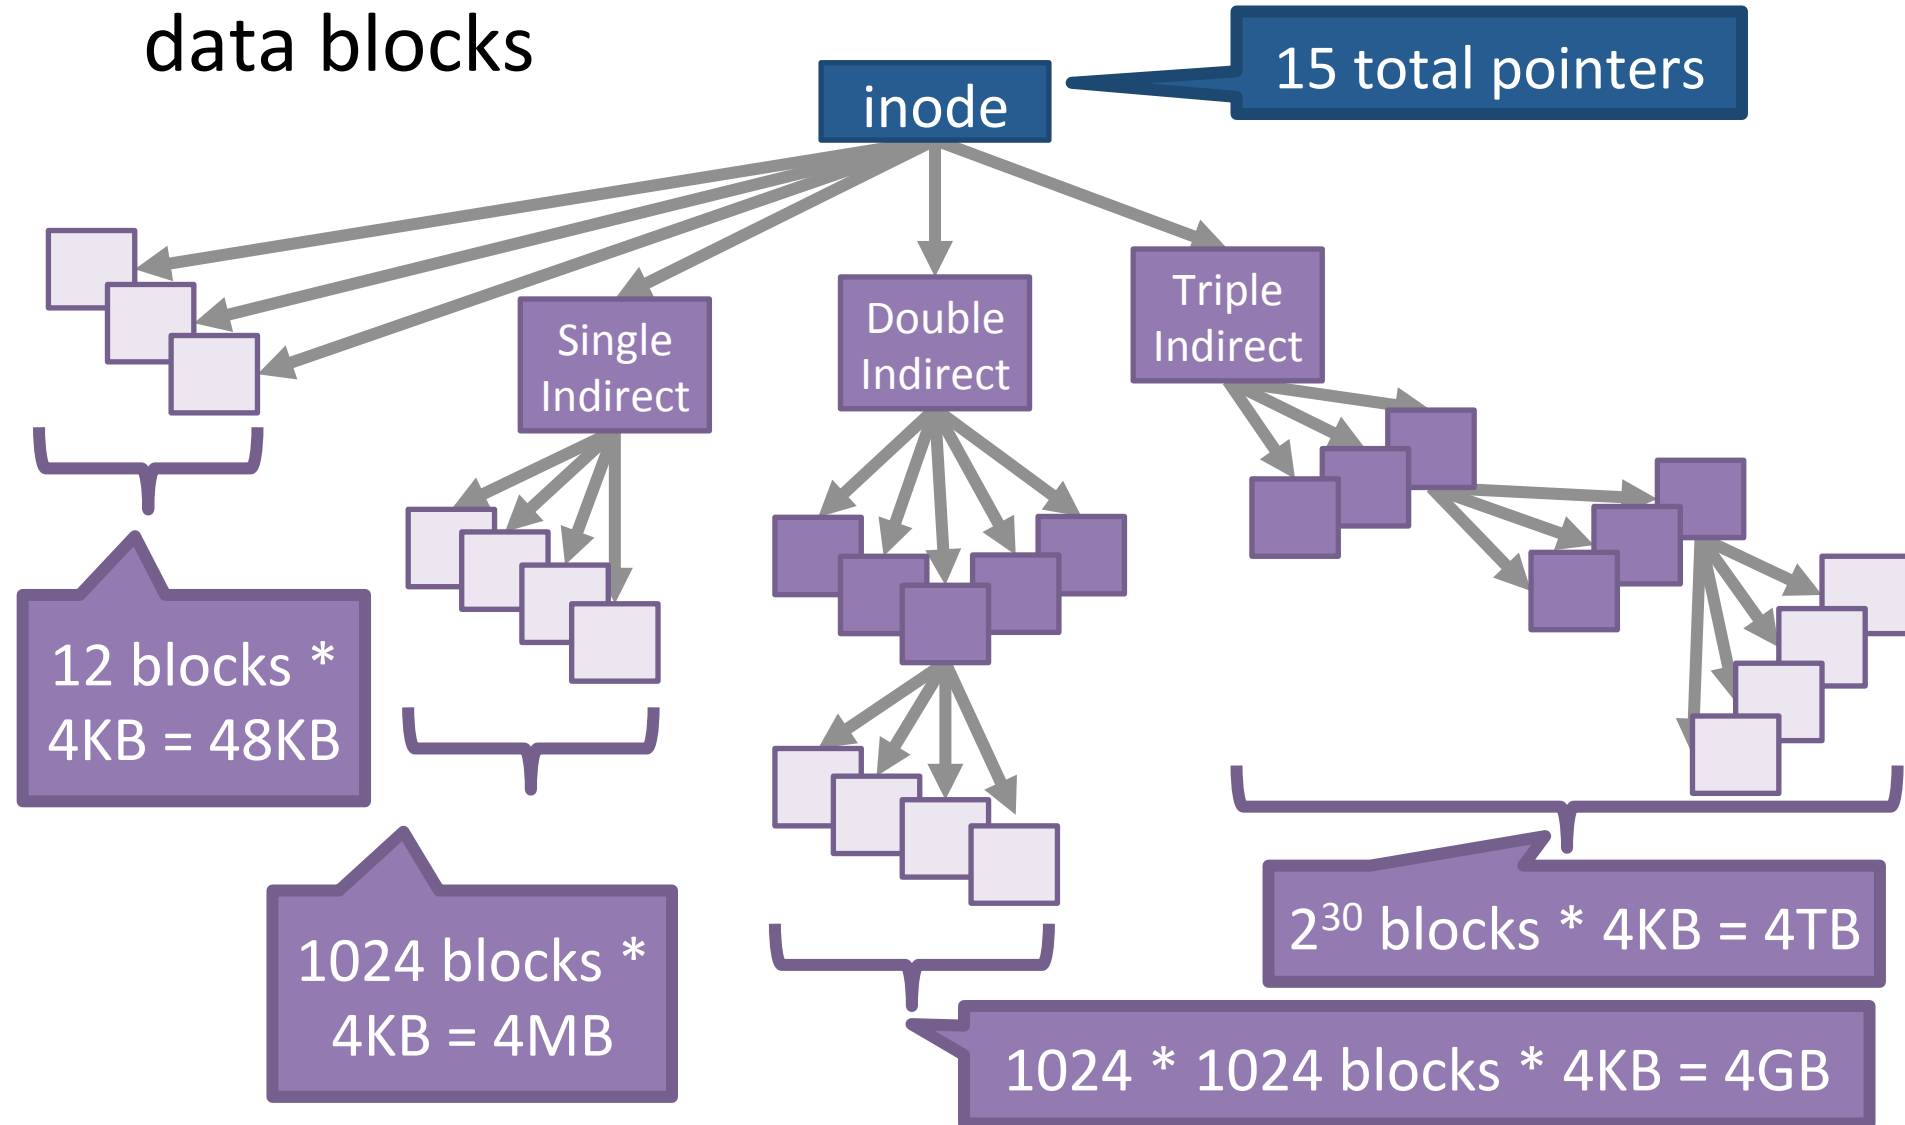 data blocks
15 total pointers
inode
Single
Indirect
Double
Indirect
Triple
Indirect
12 blocks *
4KB = 48KB
1024 blocks *
4KB = 4MB
2³⁰ blocks * 4KB = 4TB
1024 * 1024 blocks * 4KB = 4GB